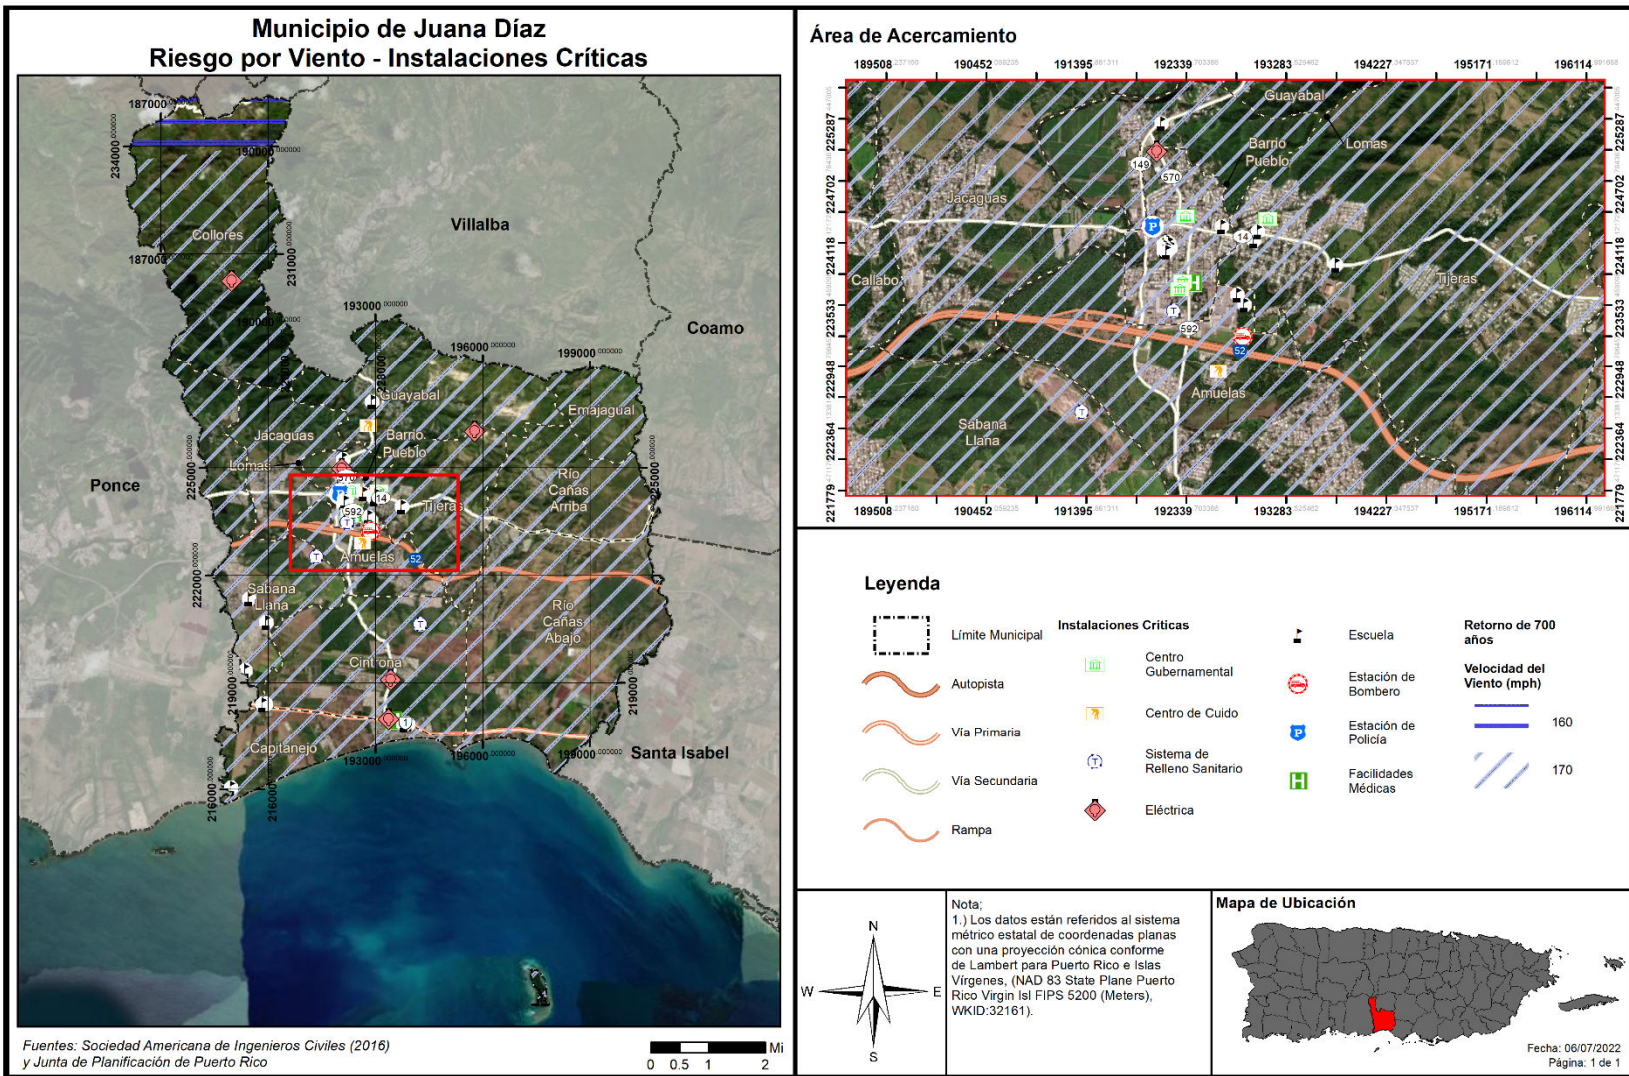 Municipio de Juana Díaz
Riesgo por Viento - Instalaciones Críticas
187000
234000
190000
Collores
Villalba
187000
231000
190000
193000
Coamo
196000
199000
228000
Guayabal
Emajagual
Jacaguas
Barrio
Pueblo
Lomas
225000
225000
Ponce
570
14
592
Río
Cañas
Arriba
Tijeras
Amuelas
52
222000
Sabana
Llana
Río
Cañas
Abajo
Cintrona
219000
219000
1
Capitanejo
193000
196000
199000
Santa Isabel
216000
216000
Fuentes: Sociedad Americana de Ingenieros Civiles (2016)
y Junta de Planificación de Puerto Rico
Mi
0 0.5 1 2
Área de Acercamiento
189508 190452 191395 192339 193283 194227 195171 196114
225287 225287
224702 224702
224118 224118
223533 223533
222948 222948
222364 222364
221779 221779
Guayabal
Barrio
Pueblo
Lomas
149
570
Jacaguas
14
Callabo
Tijeras
592
52
Amuelas
Sabana
Llana
189508 190452 191395 192339 193283 194227 195171 196114
Leyenda
Límite Municipal
Autopista
Vía Primaria
Vía Secundaria
Rampa
Instalaciones Críticas
Centro
Gubernamental
Centro de Cuido
Sistema de
Relleno Sanitario
Eléctrica
Escuela
Estación de
Bombero
Estación de
Policía
Facilidades
Médicas
Retorno de 700
años
Velocidad del
Viento (mph)
160
170
N
W E
S
Nota;
1.) Los datos están referidos al sistema
métrico estatal de coordenadas planas
con una proyección cónica conforme
de Lambert para Puerto Rico e Islas
Vírgenes, (NAD 83 State Plane Puerto
Rico Virgin Isl FIPS 5200 (Meters),
WKID:32161).
Mapa de Ubicación
Fecha: 06/07/2022
Página: 1 de 1